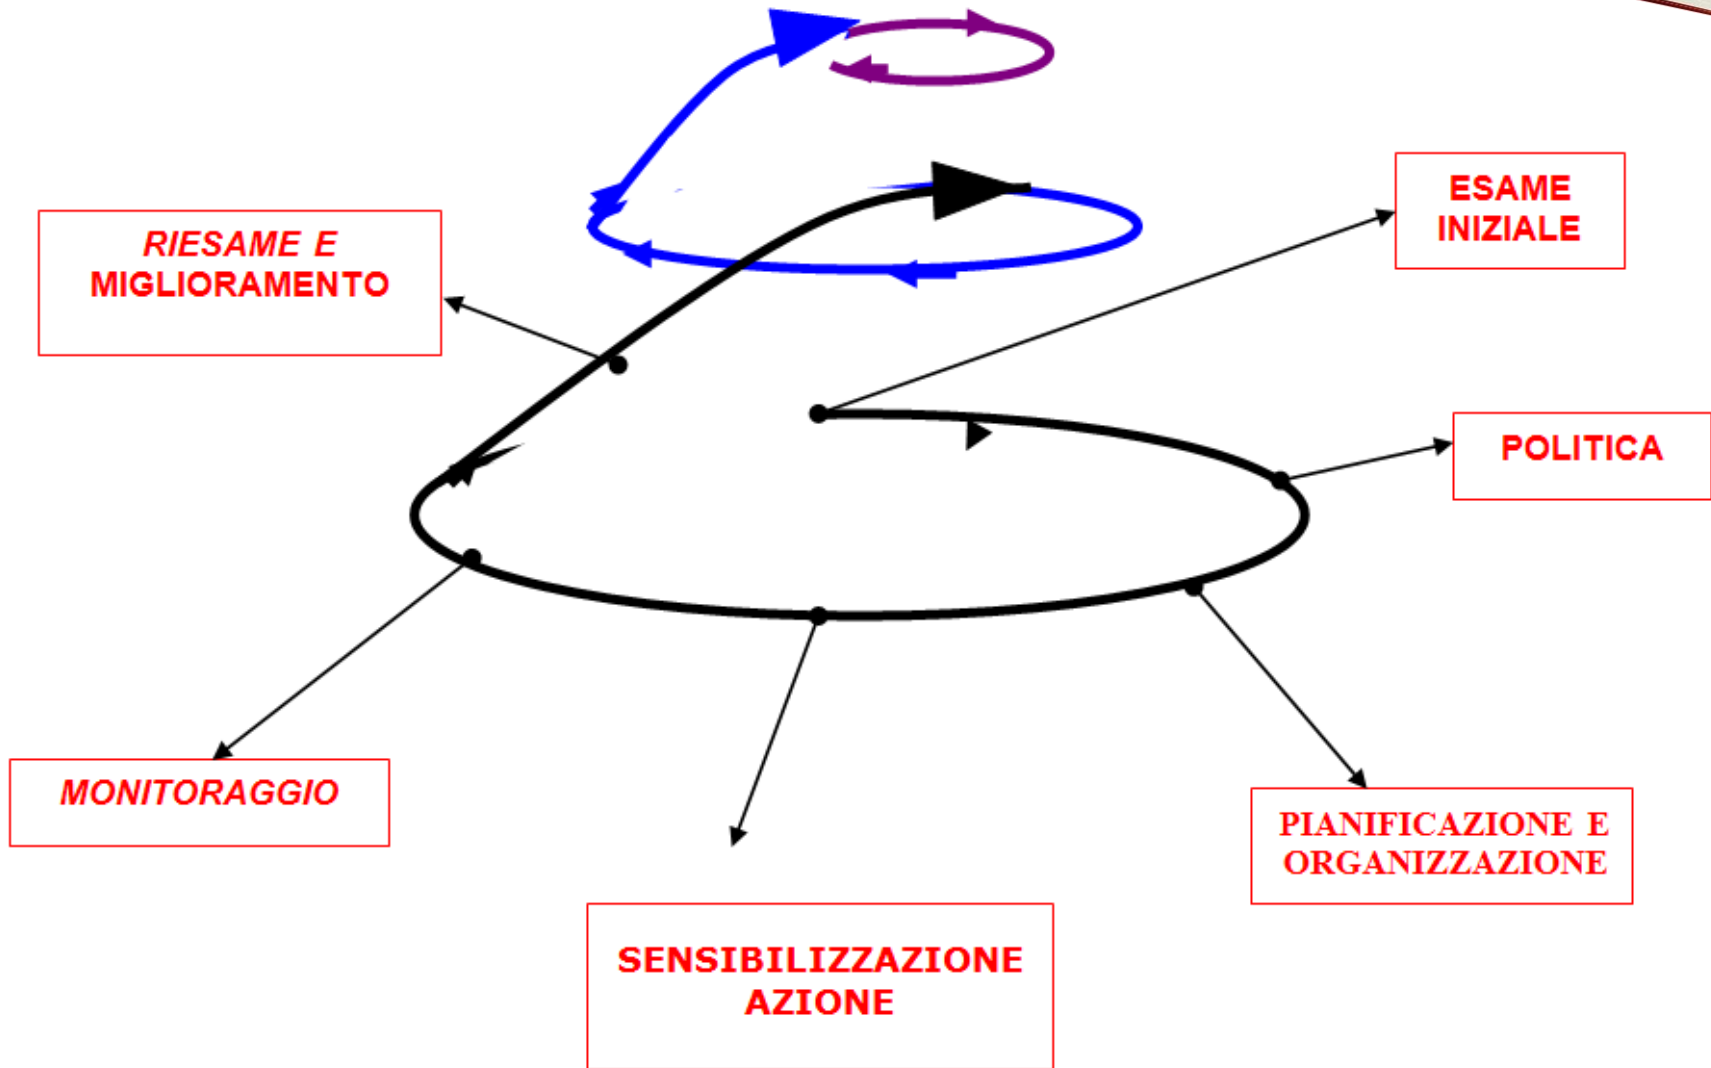 ESAME
INIZIALE
RIESAME E
MIGLIORAMENTO
POLITICA
MONITORAGGIO
PIANIFICAZIONE E
ORGANIZZAZIONE
SENSIBILIZZAZIONE
AZIONE